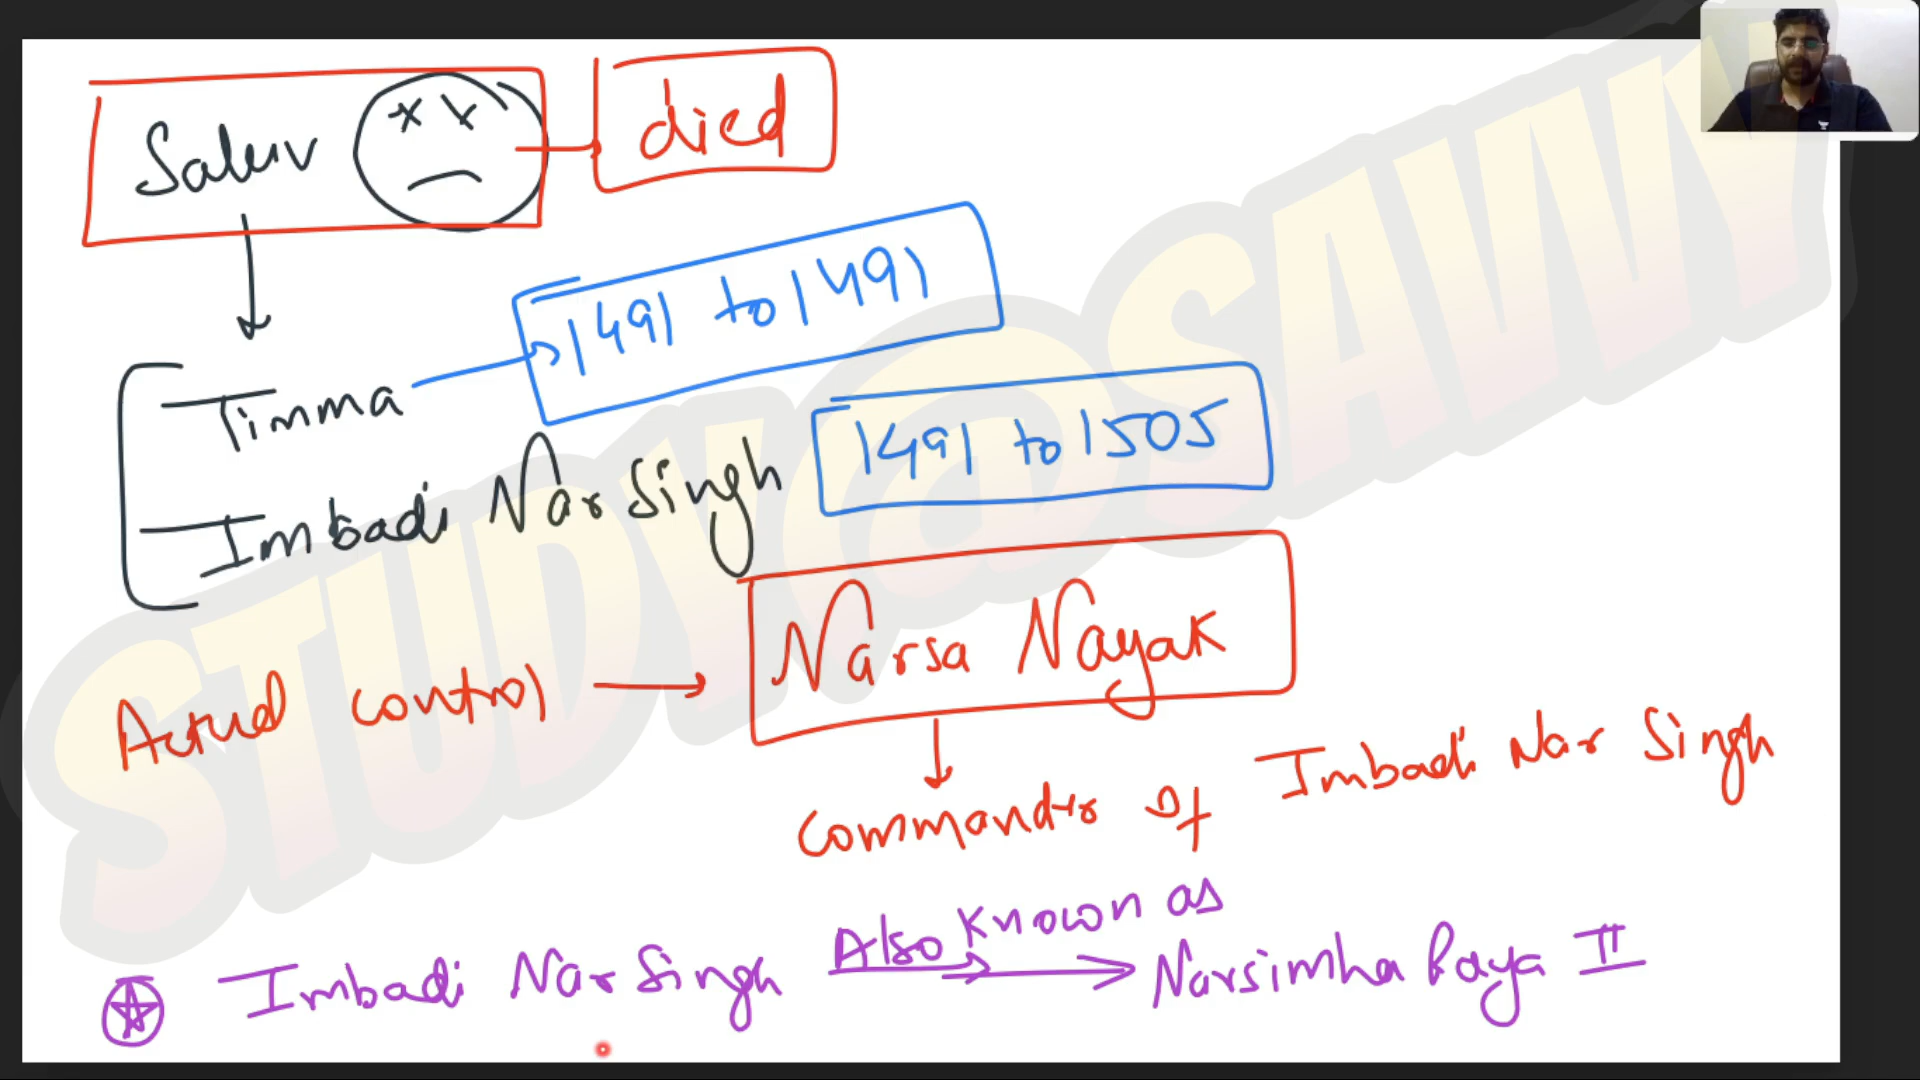 Saluv died
Timma 1491 to 1491
Imbadi Nar Singh 1491 to 1505
Actual control → Narsa Nayak
Commander of Imbadi Nar Singh
Imbadi Nar Singh Also Known as Narsimha Raya II
STUDY@SAVVY